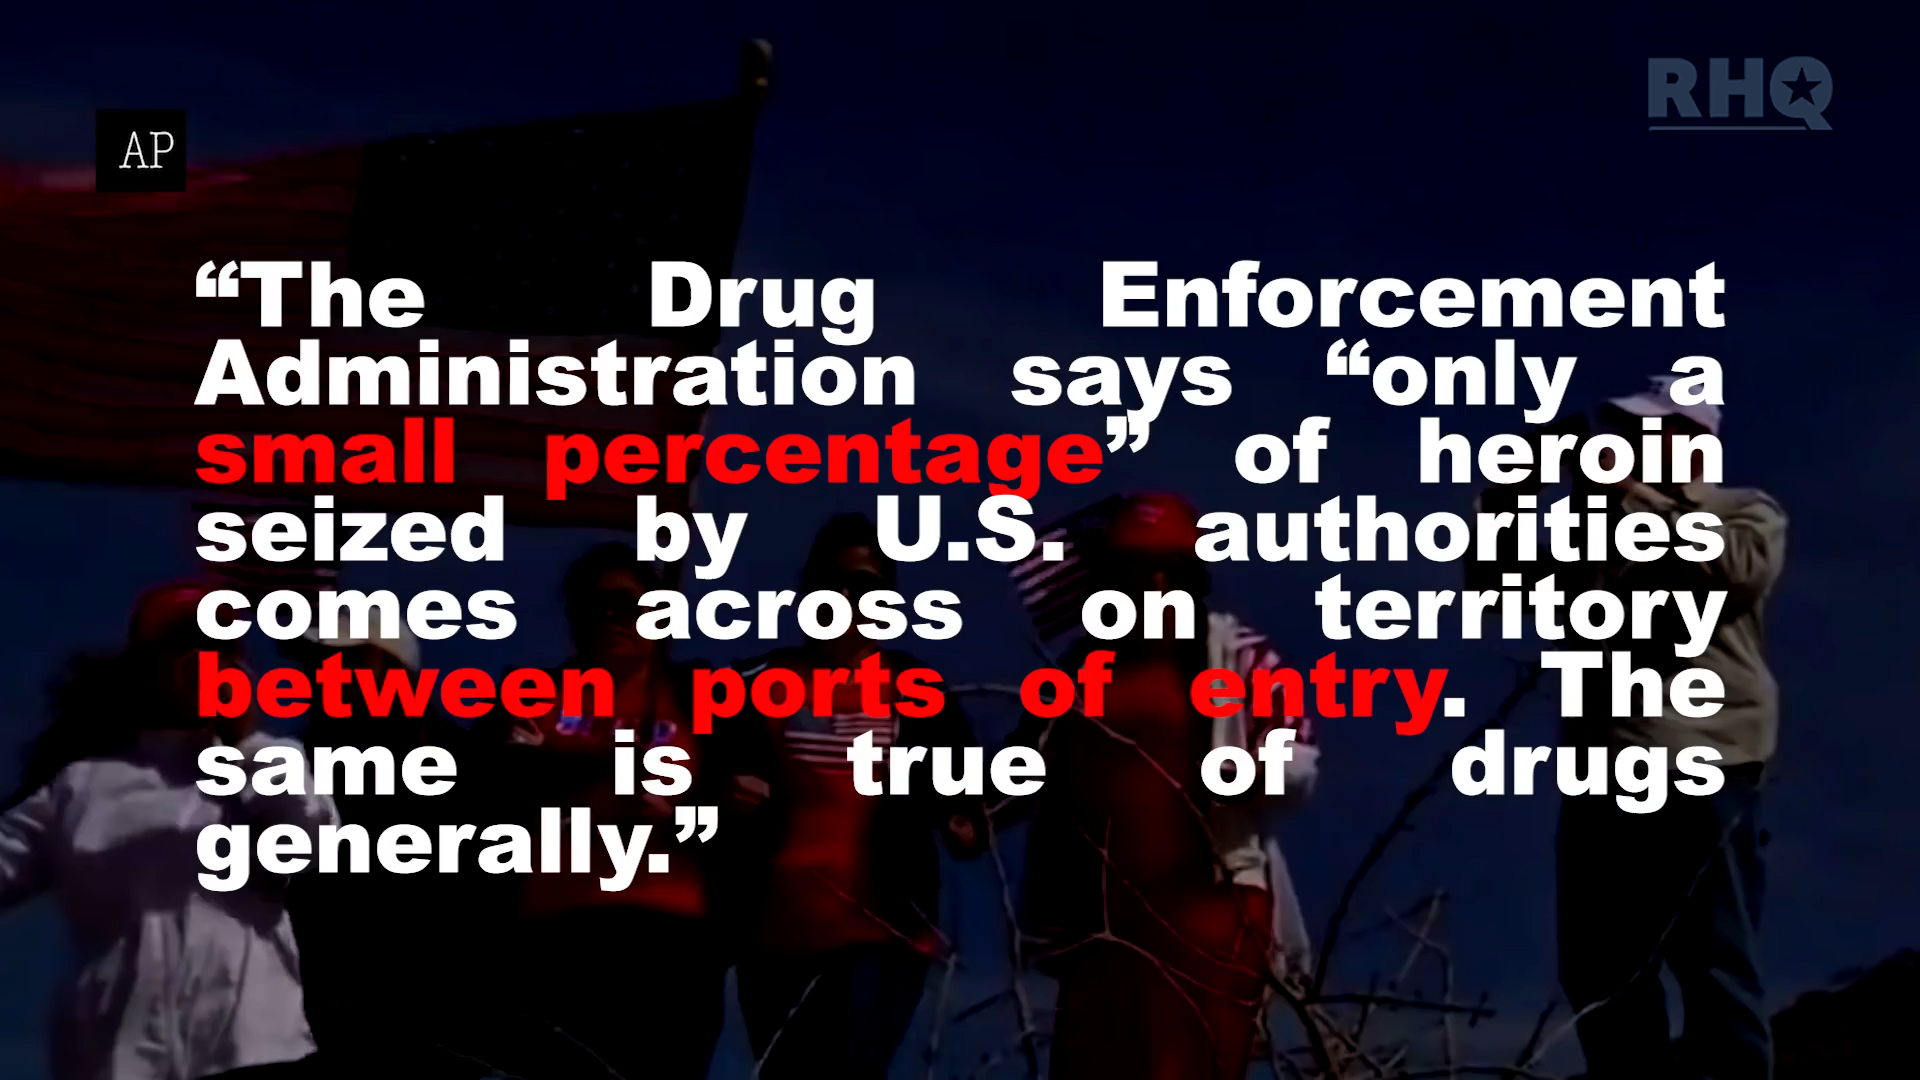 RHQ
AP
“The Drug Enforcement
Administration says “only a
small percentage” of heroin
seized by U.S. authorities
comes across on territory
between ports of entry. The
same is true of drugs
generally.”